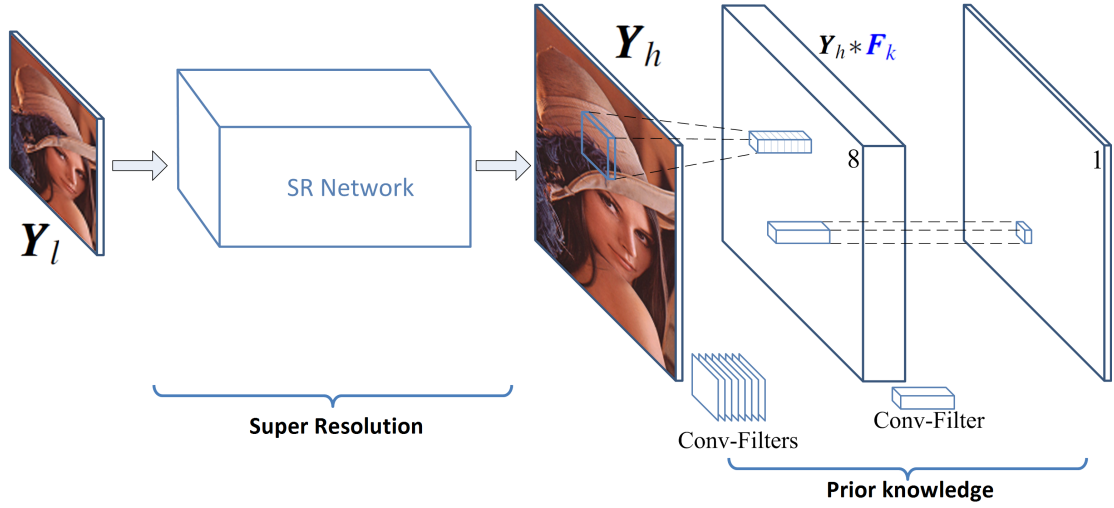 Y_l
SR Network
Y_h
Y_h * F_k
8
1
Conv-Filters
Conv-Filter
Super Resolution
Prior knowledge